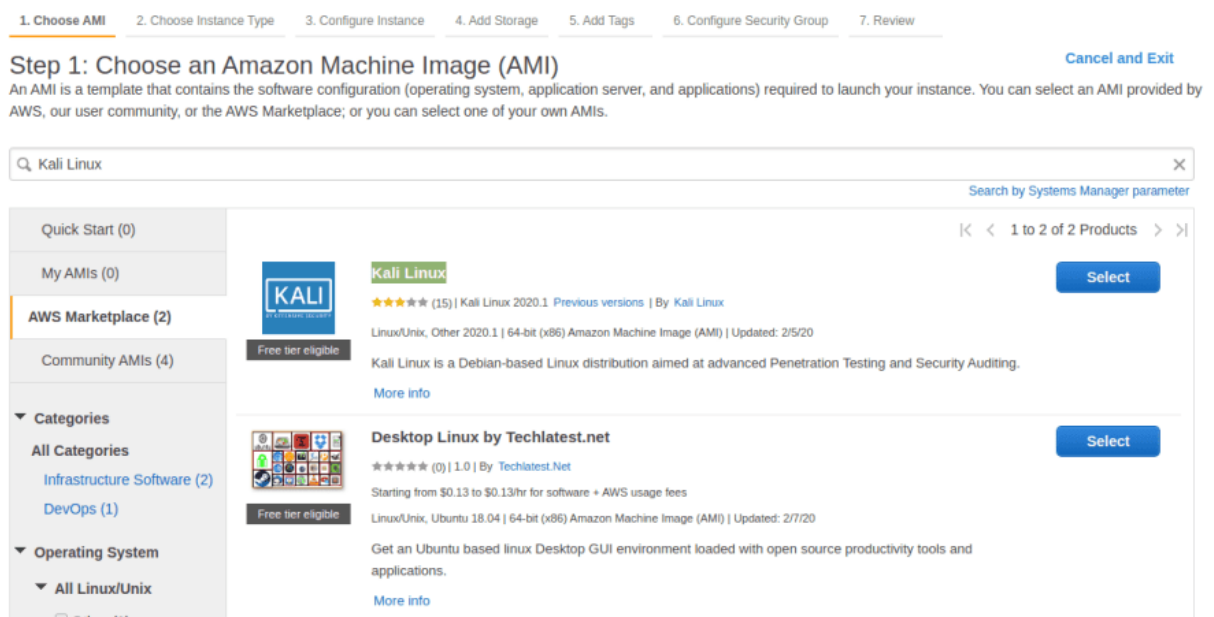 1. Choose AMI 2. Choose Instance Type 3. Configure Instance 4. Add Storage 5. Add Tags 6. Configure Security Group 7. Review
Step 1: Choose an Amazon Machine Image (AMI)
Cancel and Exit
An AMI is a template that contains the software configuration (operating system, application server, and applications) required to launch your instance. You can select an AMI provided by
AWS, our user community, or the AWS Marketplace; or you can select one of your own AMIs.
Kali Linux
Search by Systems Manager parameter
Quick Start (0)
My AMIs (0)
AWS Marketplace (2)
Community AMIs (4)
Categories
All Categories
Infrastructure Software (2)
DevOps (1)
Operating System
All Linux/Unix
1 to 2 of 2 Products
KALI
BY OFFENSIVE SECURITY
Free tier eligible
Kali Linux
Select
(15) | Kali Linux 2020.1 Previous versions | By Kali Linux
Linux/Unix, Other 2020.1 | 64-bit (x86) Amazon Machine Image (AMI) | Updated: 2/5/20
Kali Linux is a Debian-based Linux distribution aimed at advanced Penetration Testing and Security Auditing.
More info
Free tier eligible
Desktop Linux by Techlatest.net
Select
(0) | 1.0 | By Techlatest.Net
Starting from $0.13 to $0.13/hr for software + AWS usage fees
Linux/Unix, Ubuntu 18.04 | 64-bit (x86) Amazon Machine Image (AMI) | Updated: 2/7/20
Get an Ubuntu based linux Desktop GUI environment loaded with open source productivity tools and
applications.
More info